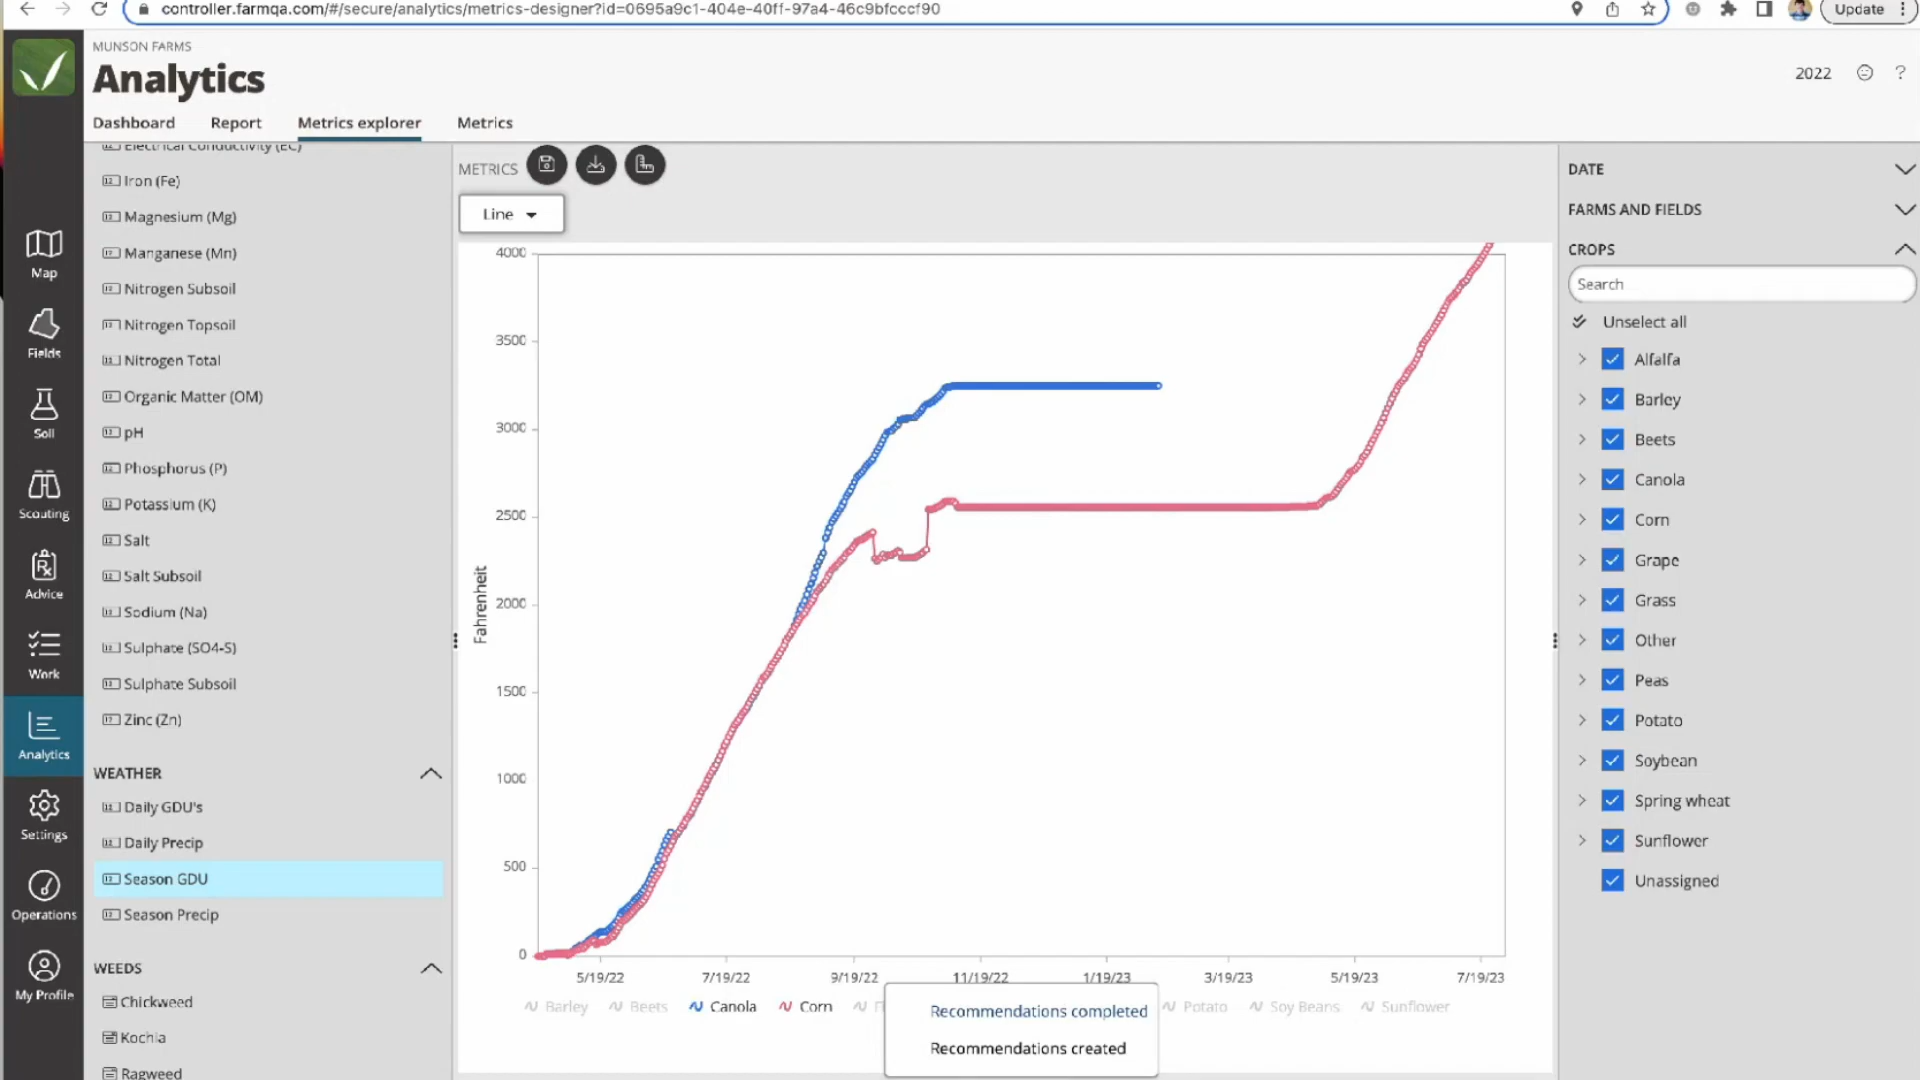 controller.farmqa.com/#/secure/analytics/metrics-designer?id=0695a9c1-404e-40ff-97a4-46c9bfcccf90
Update
MUNSON FARMS
Analytics
2022
?
Dashboard
Report
Metrics explorer
Metrics
Map
Fields
Soil
Scouting
Advice
Work
Analytics
Settings
Operations
My Profile
Electrical Conductivity (EC)
Iron (Fe)
Magnesium (Mg)
Manganese (Mn)
Nitrogen Subsoil
Nitrogen Topsoil
Nitrogen Total
Organic Matter (OM)
pH
Phosphorus (P)
Potassium (K)
Salt
Salt Subsoil
Sodium (Na)
Sulphate (SO4-S)
Sulphate Subsoil
Zinc (Zn)
WEATHER
Daily GDU's
Daily Precip
Season GDU
Season Precip
WEEDS
Chickweed
Kochia
Ragweed
METRICS
Line
4000
3500
3000
2500
2000
1500
1000
500
0
Fahrenheit
5/19/22
7/19/22
9/19/22
11/19/22
1/19/23
3/19/23
5/19/23
7/19/23
Barley
Beets
Canola
Corn
Potato
Soy Beans
Sunflower
Recommendations completed
Recommendations created
DATE
FARMS AND FIELDS
CROPS
Search
Unselect all
Alfalfa
Barley
Beets
Canola
Corn
Grape
Grass
Other
Peas
Potato
Soybean
Spring wheat
Sunflower
Unassigned